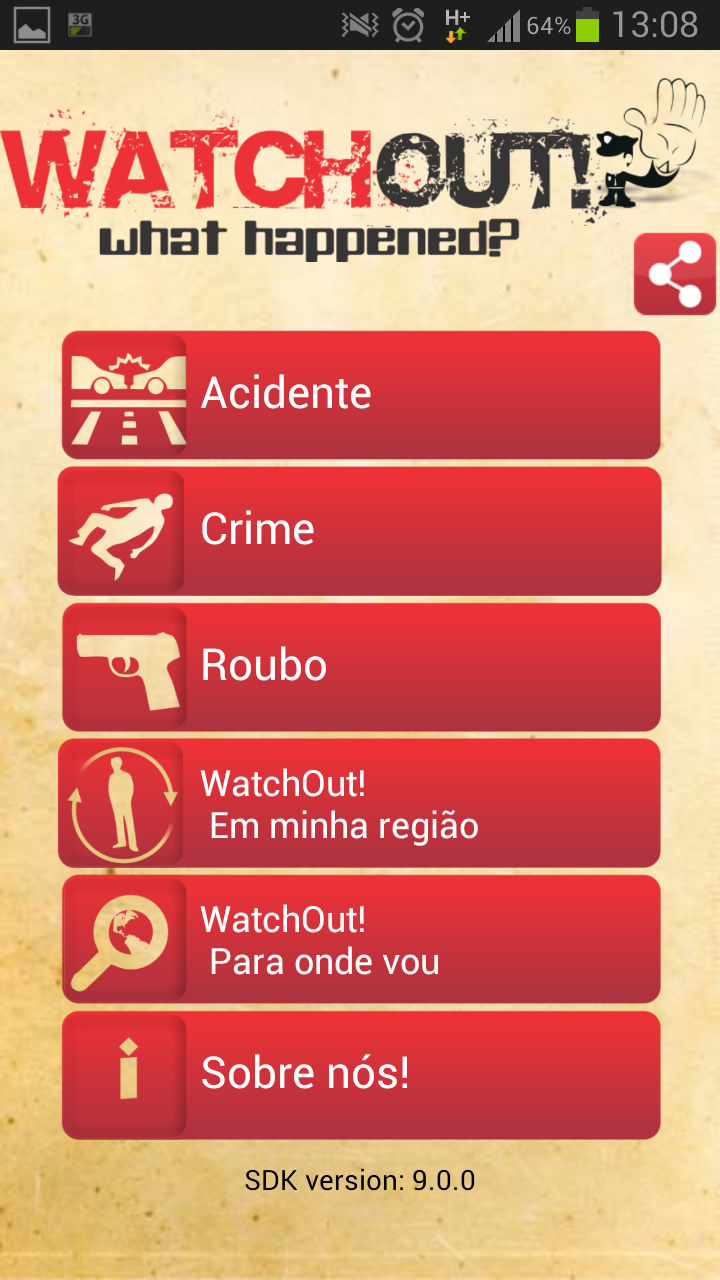 3G
H+
64%
13:08
WATCHOUT!
what happened?
Acidente
Crime
Roubo
WatchOut!
Em minha região
WatchOut!
Para onde vou
i
Sobre nós!
SDK version: 9.0.0